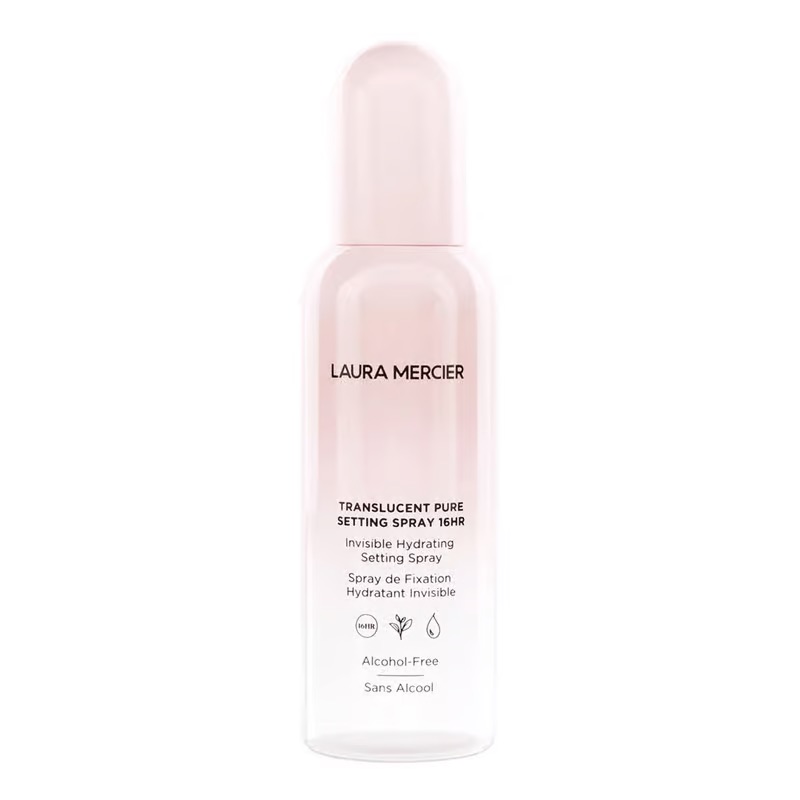 LAURA MERCIER
TRANSLUCENT PURE
SETTING SPRAY 16HR
Invisible Hydrating
Setting Spray
Spray de Fixation
Hydratant Invisible
16HR
Alcohol-Free
Sans Alcool